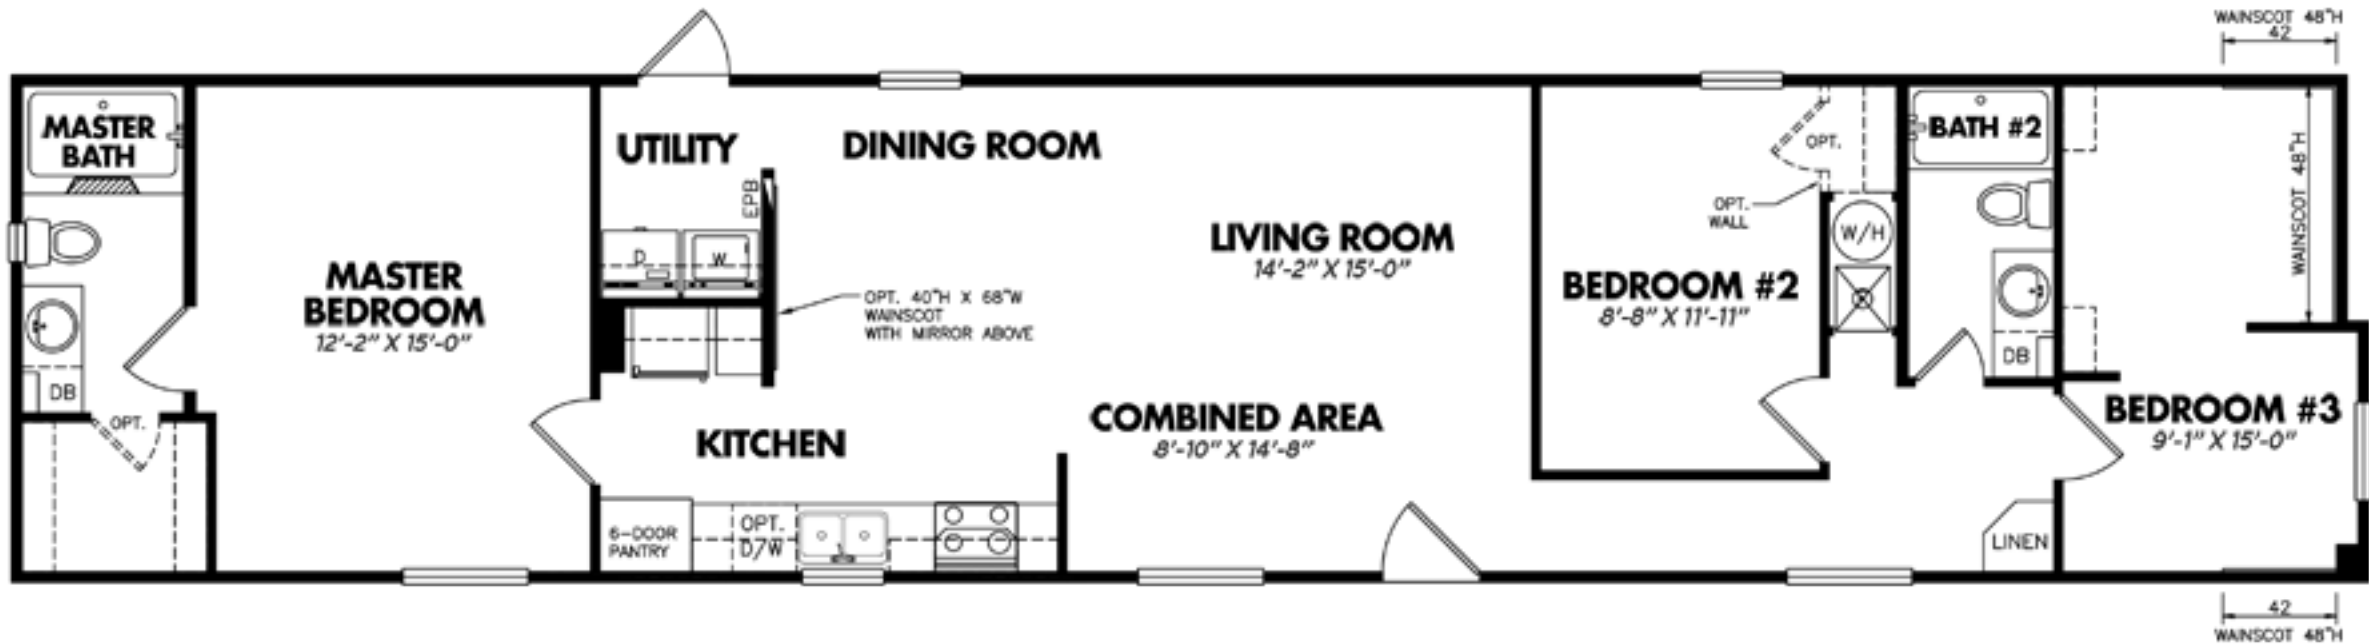 WAINSCOT 48"H
42
MASTER
BATH
UTILITY
DINING ROOM
OPT.
BATH #2
WAINSCOT 48"H
EPB
OPT.
WALL
W/H
D
W
LIVING ROOM
14'-2" X 15'-0"
MASTER
BEDROOM
12'-2" X 15'-0"
BEDROOM #2
8'-8" X 11'-11"
OPT. 40"H X 68"W
WAINSCOT
WITH MIRROR ABOVE
DB
DB
OPT.
COMBINED AREA
8'-10" X 14'-8"
BEDROOM #3
9'-1" X 15'-0"
KITCHEN
6-DOOR
PANTRY
OPT.
D/W
LINEN
42
WAINSCOT 48"H